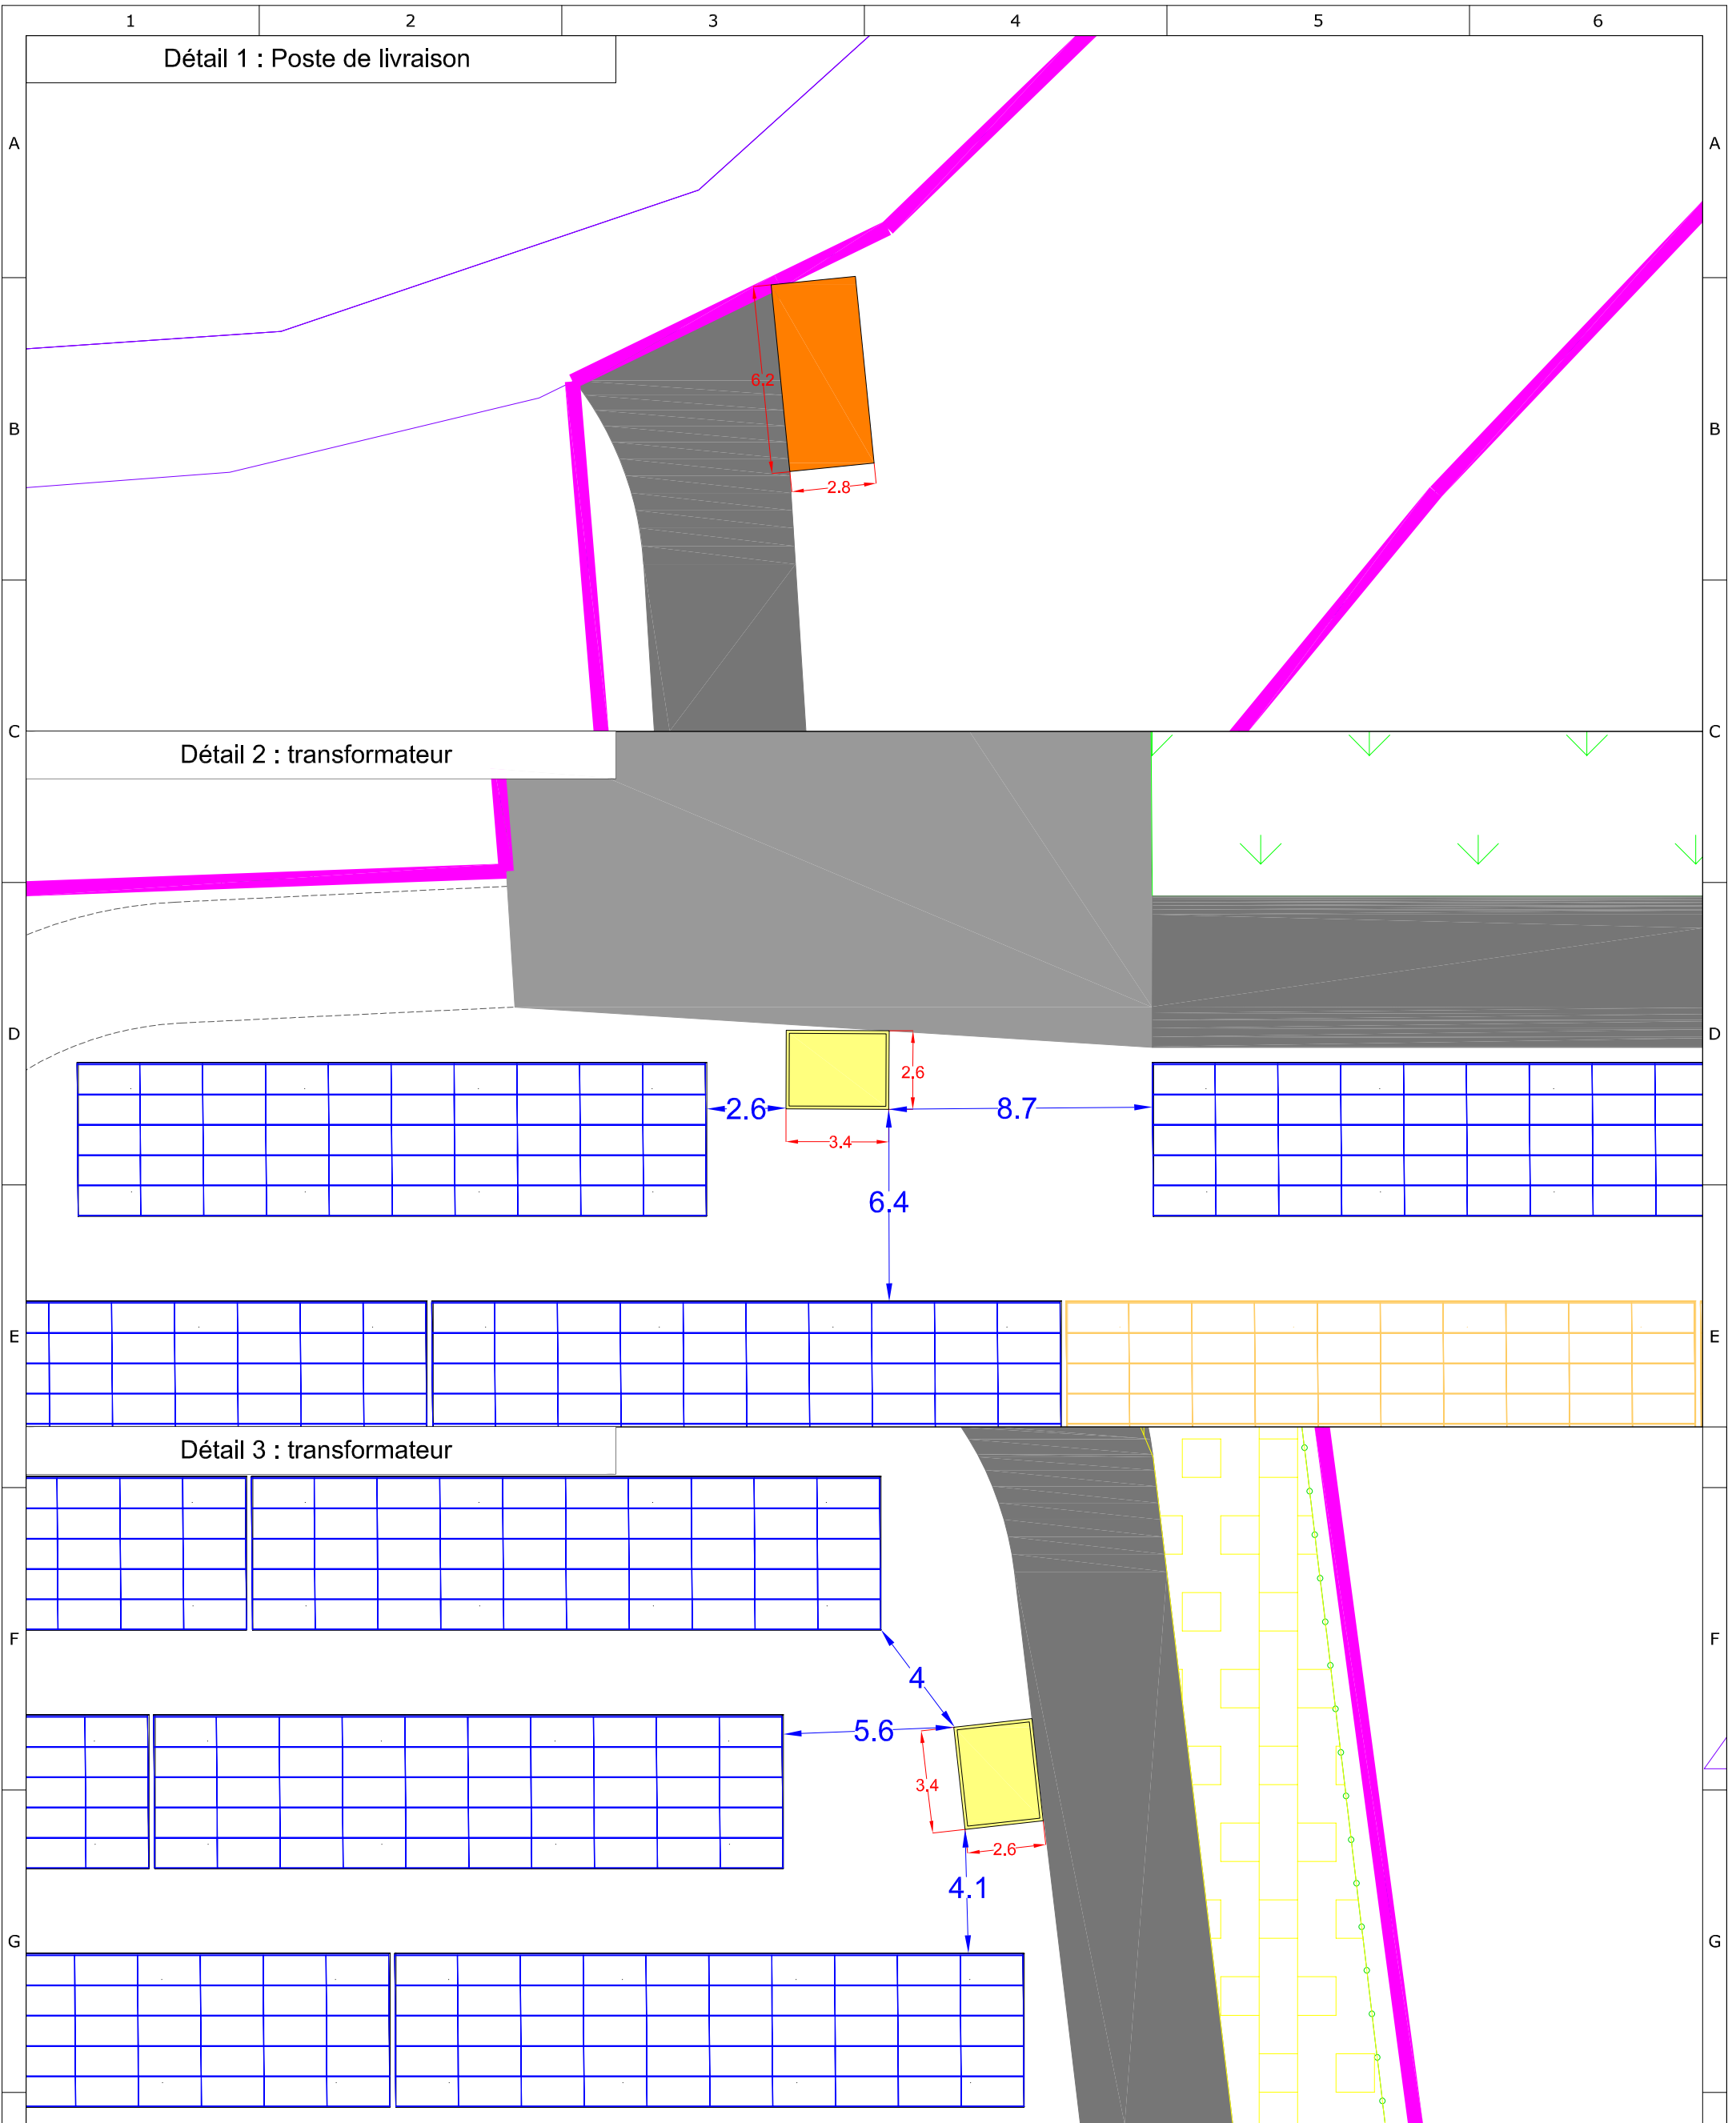 1 2 3 4 5 6
Détail 1 : Poste de livraison
A A
6.2
B B
2.8
C C
Détail 2 : transformateur
D D
2.6
2.6 8.7
3.4
6.4
E E
Détail 3 : transformateur
F F
4
5.6
3.4
2.6
4.1
G G